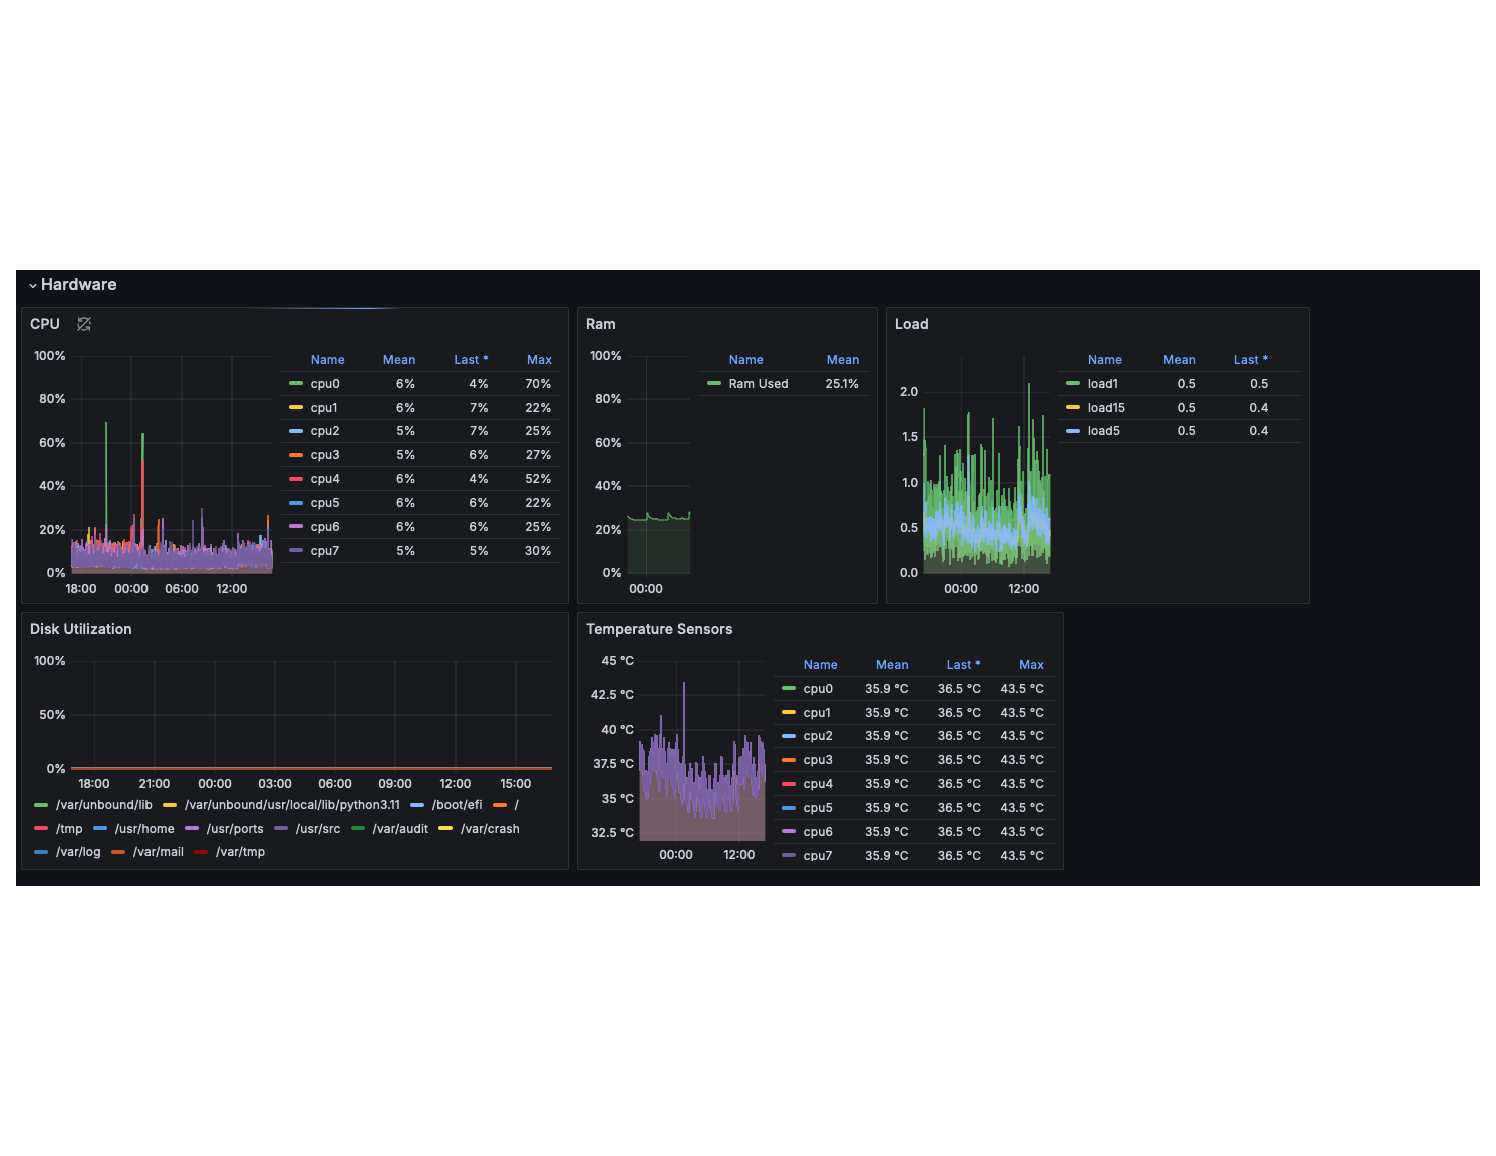 Hardware
CPU
100%
80%
60%
40%
20%
0%
18:00 00:00 06:00 12:00
Name Mean Last * Max
cpu0 6% 4% 70%
cpu1 6% 7% 22%
cpu2 5% 7% 25%
cpu3 5% 6% 27%
cpu4 6% 4% 52%
cpu5 6% 6% 22%
cpu6 6% 6% 25%
cpu7 5% 5% 30%
Ram
100%
80%
60%
40%
20%
0%
00:00
Name Mean
Ram Used 25.1%
Load
2.0
1.5
1.0
0.5
0.0
00:00 12:00
Name Mean Last *
load1 0.5 0.5
load15 0.5 0.4
load5 0.5 0.4
Disk Utilization
100%
50%
0%
18:00 21:00 00:00 03:00 06:00 09:00 12:00 15:00
/var/unbound/lib /var/unbound/usr/local/lib/python3.11 /boot/efi /
/tmp /usr/home /usr/ports /usr/src /var/audit /var/crash
/var/log /var/mail /var/tmp
Temperature Sensors
45 °C
42.5 °C
40 °C
37.5 °C
35 °C
32.5 °C
00:00 12:00
Name Mean Last * Max
cpu0 35.9 °C 36.5 °C 43.5 °C
cpu1 35.9 °C 36.5 °C 43.5 °C
cpu2 35.9 °C 36.5 °C 43.5 °C
cpu3 35.9 °C 36.5 °C 43.5 °C
cpu4 35.9 °C 36.5 °C 43.5 °C
cpu5 35.9 °C 36.5 °C 43.5 °C
cpu6 35.9 °C 36.5 °C 43.5 °C
cpu7 35.9 °C 36.5 °C 43.5 °C